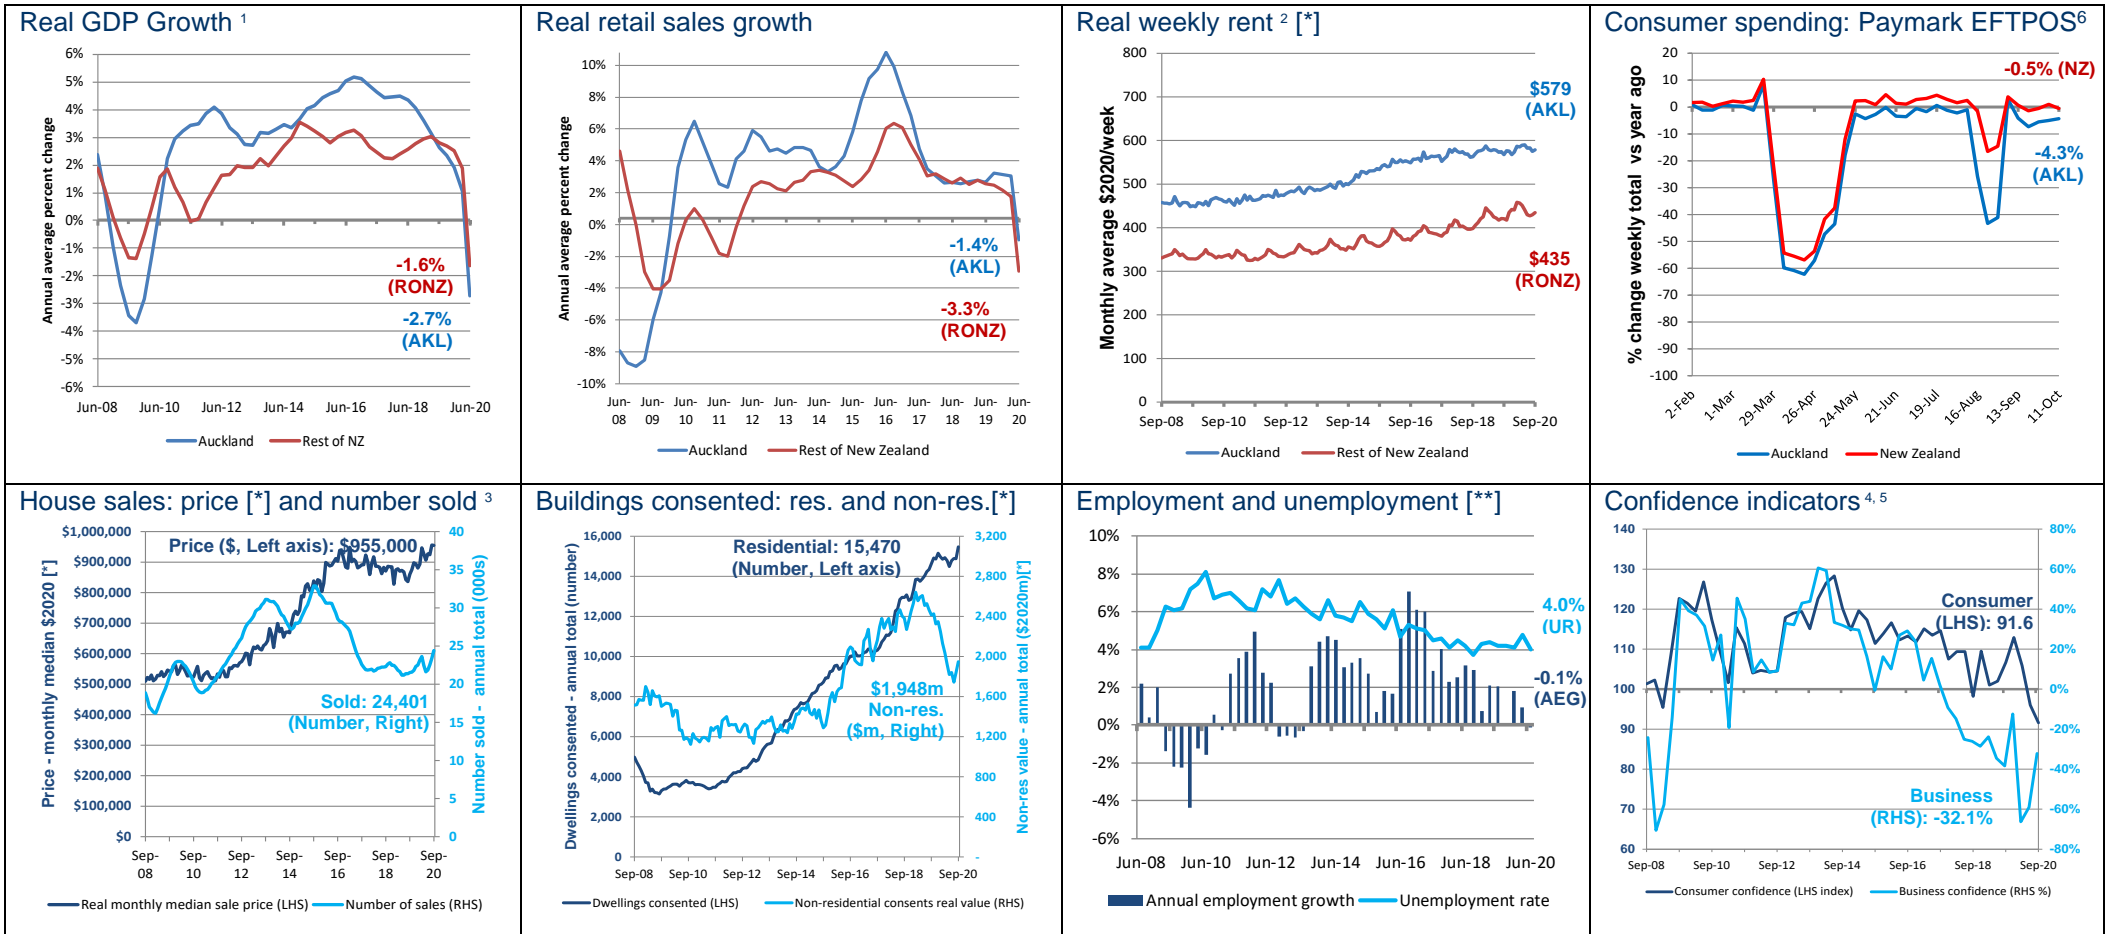 Real GDP Growth ¹
6%
5%
4%
3%
2%
1%
0%
-1%
-2%
-3%
-4%
-5%
-6%
Annual average percent change
-1.6%
(RONZ)
-2.7%
(AKL)
Jun-08 Jun-10 Jun-12 Jun-14 Jun-16 Jun-18 Jun-20
Auckland Rest of NZ
Real retail sales growth
10%
8%
6%
4%
2%
0%
-2%
-4%
-6%
-8%
-10%
Annual average percent change
-1.4%
(AKL)
-3.3%
(RONZ)
Jun- Jun- Jun- Jun- Jun- Jun- Jun- Jun- Jun- Jun- Jun- Jun- Jun-
08 09 10 11 12 13 14 15 16 17 18 19 20
Auckland Rest of New Zealand
Real weekly rent ² [*]
800
700
600
500
400
300
200
100
0
Monthly average $2020/week
$579
(AKL)
$435
(RONZ)
Sep-08 Sep-10 Sep-12 Sep-14 Sep-16 Sep-18 Sep-20
Auckland Rest of New Zealand
Consumer spending: Paymark EFTPOS⁶
20
10
0
-10
-20
-30
-40
-50
-60
-70
-80
-90
-100
% change weekly total vs year ago
-0.5% (NZ)
-4.3%
(AKL)
2-Feb 1-Mar 29-Mar 26-Apr 24-May 21-Jun 19-Jul 16-Aug 13-Sep 11-Oct
Auckland New Zealand
House sales: price [*] and number sold ³
$1,000,000
$900,000
$800,000
$700,000
$600,000
$500,000
$400,000
$300,000
$200,000
$100,000
$0
Price - monthly median $2020 [*]
Price ($, Left axis): $955,000
Sold: 24,401
(Number, Right)
40
35
30
25
20
15
10
5
0
Number sold - annual total (000s)
Sep- Sep- Sep- Sep- Sep- Sep- Sep-
08 10 12 14 16 18 20
Real monthly median sale price (LHS) Number of sales (RHS)
Buildings consented: res. and non-res.[*]
16,000
14,000
12,000
10,000
8,000
6,000
4,000
2,000
0
Dwellings consented - annual total (number)
Residential: 15,470
(Number, Left axis)
$1,948m
Non-res.
($m, Right)
3,200
2,800
2,400
2,000
1,600
1,200
800
400
-
Non-res value - annual total ($2020m)[*]
Sep-08 Sep-10 Sep-12 Sep-14 Sep-16 Sep-18 Sep-20
Dwellings consented (LHS) Non-residential consents real value (RHS)
Employment and unemployment [**]
10%
8%
6%
4%
2%
0%
-2%
-4%
-6%
4.0%
(UR)
-0.1%
(AEG)
Jun-08 Jun-10 Jun-12 Jun-14 Jun-16 Jun-18 Jun-20
Annual employment growth Unemployment rate
Confidence indicators ⁴, ⁵
140
130
120
110
100
90
80
70
60
Consumer
(LHS): 91.6
Business
(RHS): -32.1%
80%
60%
40%
20%
0%
-20%
-40%
-60%
-80%
Sep-08 Sep-10 Sep-12 Sep-14 Sep-16 Sep-18 Sep-20
Consumer confidence (LHS index) Business confidence (RHS %)